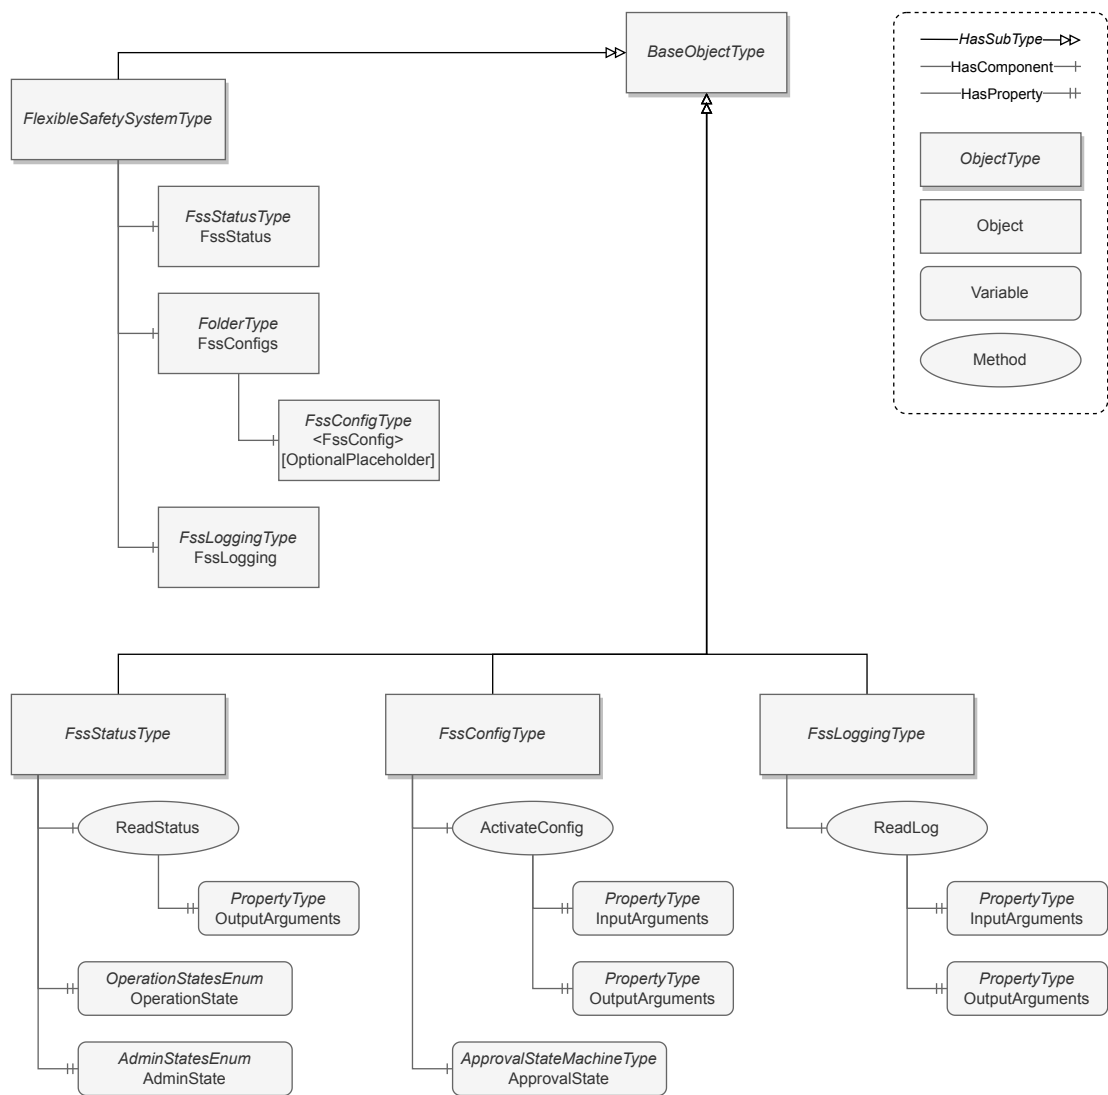 BaseObjectType
FlexibleSafetySystemType
FssStatusType
FssStatus
FolderType
FssConfigs
FssConfigType
<FssConfig>
[OptionalPlaceholder]
FssLoggingType
FssLogging
HasSubType
HasComponent
HasProperty
ObjectType
Object
Variable
Method
FssStatusType
ReadStatus
PropertyType
OutputArguments
OperationStatesEnum
OperationState
AdminStatesEnum
AdminState
FssConfigType
ActivateConfig
PropertyType
InputArguments
PropertyType
OutputArguments
ApprovalStateMachineType
ApprovalState
FssLoggingType
ReadLog
PropertyType
InputArguments
PropertyType
OutputArguments